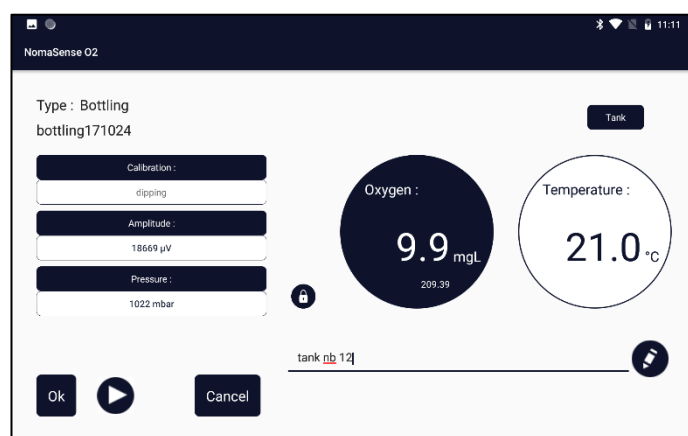 11:11
NomaSense O2
Type : Bottling
bottling171024
Tank
Calibration :
dipping
Amplitude :
18669 µV
Pressure :
1022 mbar
Oxygen :
9.9 mgL
209.39
Temperature :
21.0 °C
tank nb 12
Ok
Cancel